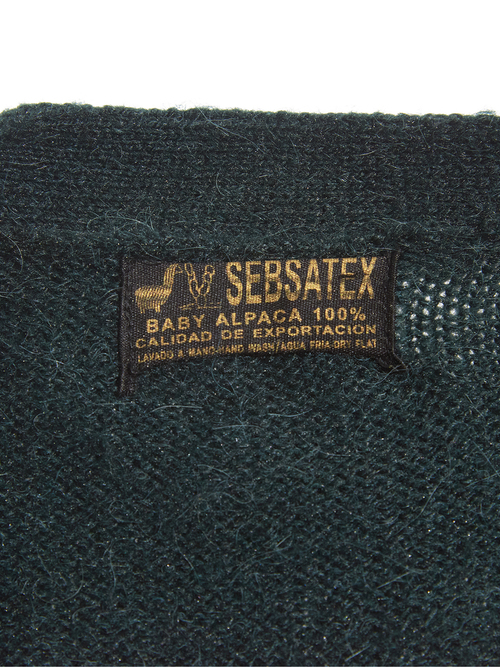 SEBSATEX
BABY ALPACA 100%
CALIDAD DE EXPORTACION
LAVADO A MANO-HAND WASH/AGUA FRIA-DRY FLAT